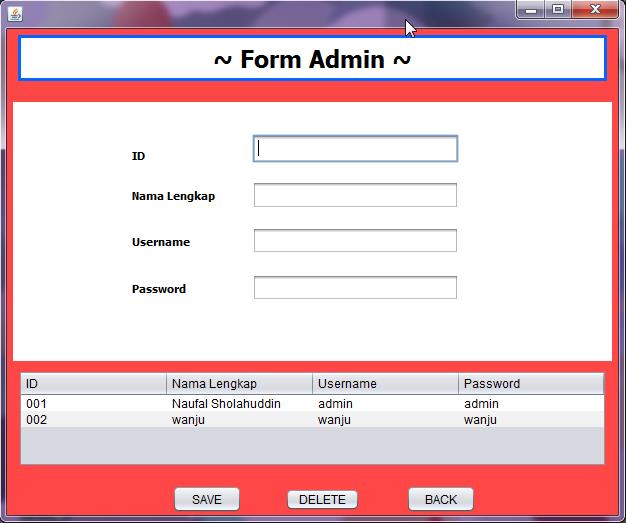 ~ Form Admin ~
ID
Nama Lengkap
Username
Password
ID Nama Lengkap Username Password
001 Naufal Sholahuddin admin admin
002 wanju wanju wanju
SAVE DELETE BACK